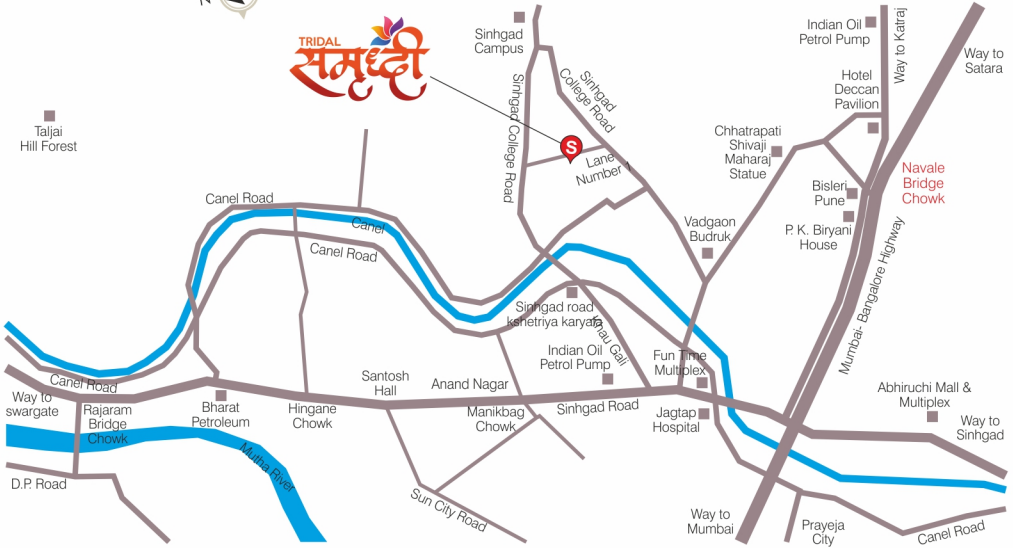 N
TRIDAL
समृध्दी
Sinhgad
Campus
Indian Oil
Petrol Pump
Way to Katraj
Way to
Satara
Hotel
Deccan
Pavilion
Taljai
Hill Forest
Sinhgad College Road
Sinhgad
College Road
S
Lane
Number 1
Chhatrapati
Shivaji
Maharaj
Statue
Navale
Bridge
Chowk
Bisleri
Pune
P. K. Biryani
House
Canel Road
Canel
Canel Road
Vadgaon
Budruk
Mumbai- Bangalore Highway
Sinhgad road
kshetriya karyam
Indian Oil
Petrol Pump
Gali
Fun Time
Multiplex
Canel Road
Way to
swargate
Rajaram
Bridge
Chowk
Bharat
Petroleum
Hingane
Chowk
Santosh
Hall
Anand Nagar
Manikbag
Chowk
Sinhgad Road
Jagtap
Hospital
Abhiruchi Mall &
Multiplex
Way to
Sinhgad
Mutha River
D.P. Road
Sun City Road
Way to
Mumbai
Prayeja
City
Canel Road